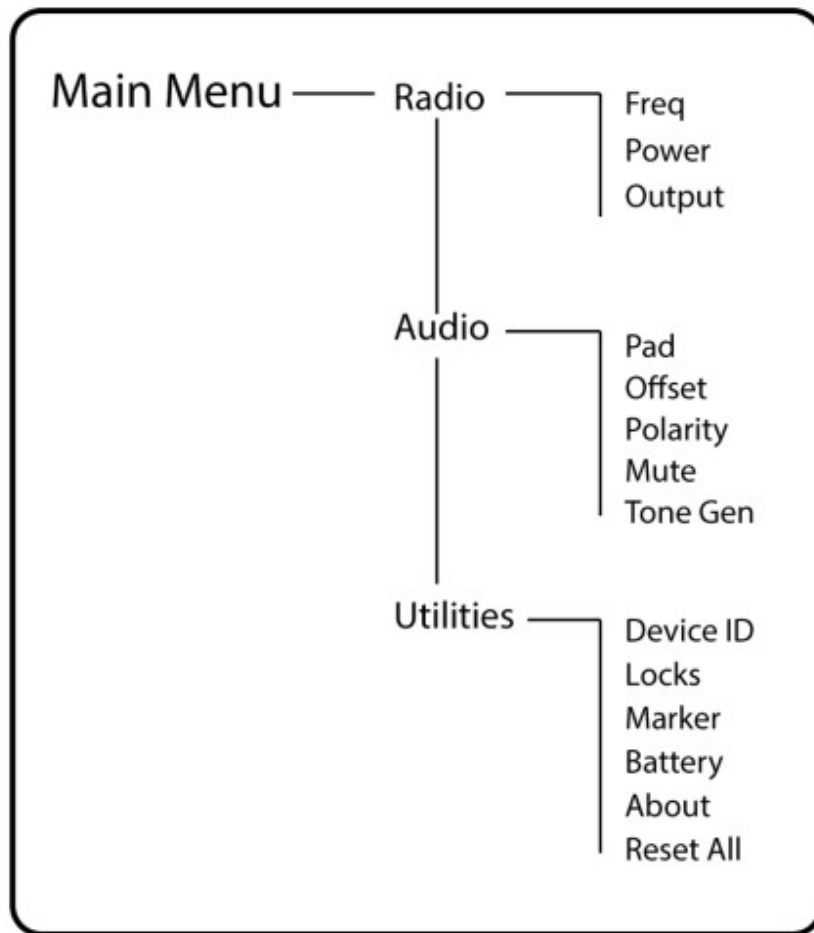 Main Menu
Radio
Freq
Power
Output
Audio
Pad
Offset
Polarity
Mute
Tone Gen
Utilities
Device ID
Locks
Marker
Battery
About
Reset All